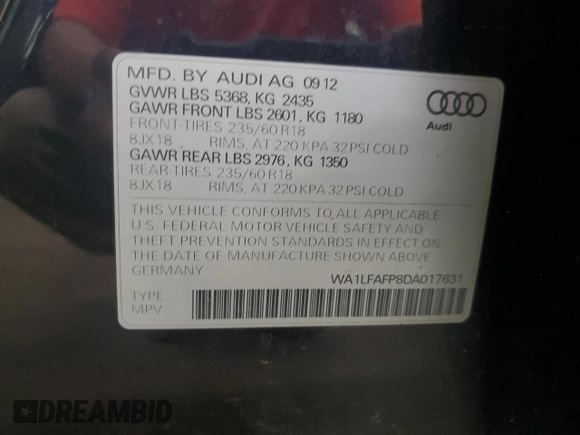 MFD. BY AUDI AG 09 12
GVWR LBS 5368, KG 2435
GAWR FRONT LBS 2601, KG 1180
FRONT-TIRES 235/60 R18
8JX18 RIMS, AT 220 KPA 32 PSI COLD
GAWR REAR LBS 2976, KG 1350
REAR-TIRES 235/60 R18
8JX18 RIMS, AT 220 KPA 32 PSI COLD
Audi
THIS VEHICLE CONFORMS TO ALL APPLICABLE
U.S. FEDERAL MOTOR VEHICLE SAFETY AND
THEFT PREVENTION STANDARDS IN EFFECT ON
THE DATE OF MANUFACTURE SHOWN ABOVE
GERMANY
WA1LFAFP8DA017631
TYPE
MPV
DREAMBID